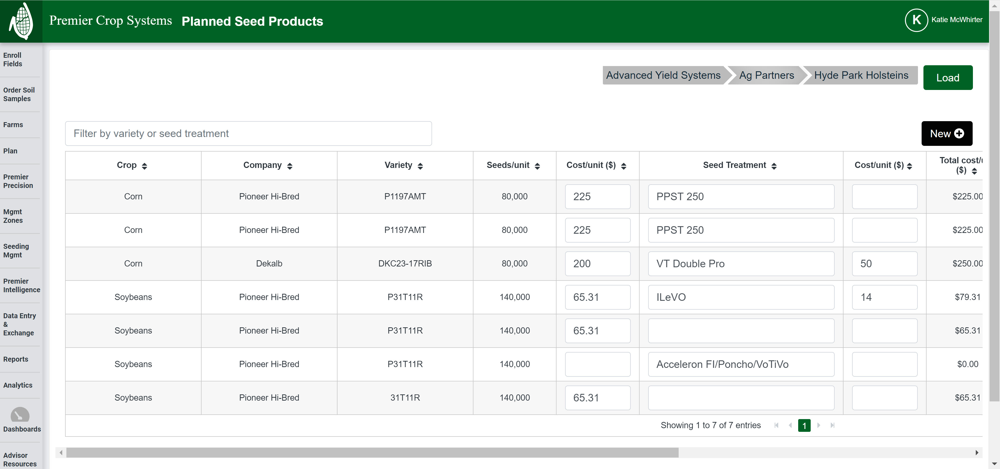 Premier Crop Systems Planned Seed Products
K Katie McWhirter
Enroll
Fields
Order Soil
Samples
Farms
Plan
Premier
Precision
Mgmt
Zones
Seeding
Mgmt
Premier
Intelligence
Data Entry
&
Exchange
Reports
Analytics
Dashboards
Advisor
Resources
Advanced Yield Systems Ag Partners Hyde Park Holsteins Load
Filter by variety or seed treatment New
Crop Company Variety Seeds/unit Cost/unit ($) Seed Treatment Cost/unit ($) Total cost/
($)
Corn Pioneer Hi-Bred P1197AMT 80,000 225 PPST 250 $225.00
Corn Pioneer Hi-Bred P1197AMT 80,000 225 PPST 250 $225.00
Corn Dekalb DKC23-17RIB 80,000 200 VT Double Pro 50 $250.00
Soybeans Pioneer Hi-Bred P31T11R 140,000 65.31 ILeVO 14 $79.31
Soybeans Pioneer Hi-Bred P31T11R 140,000 65.31 $65.31
Soybeans Pioneer Hi-Bred P31T11R 140,000 Acceleron FI/Poncho/VoTiVo $0.00
Soybeans Pioneer Hi-Bred 31T11R 140,000 65.31 $65.31
Showing 1 to 7 of 7 entries 1